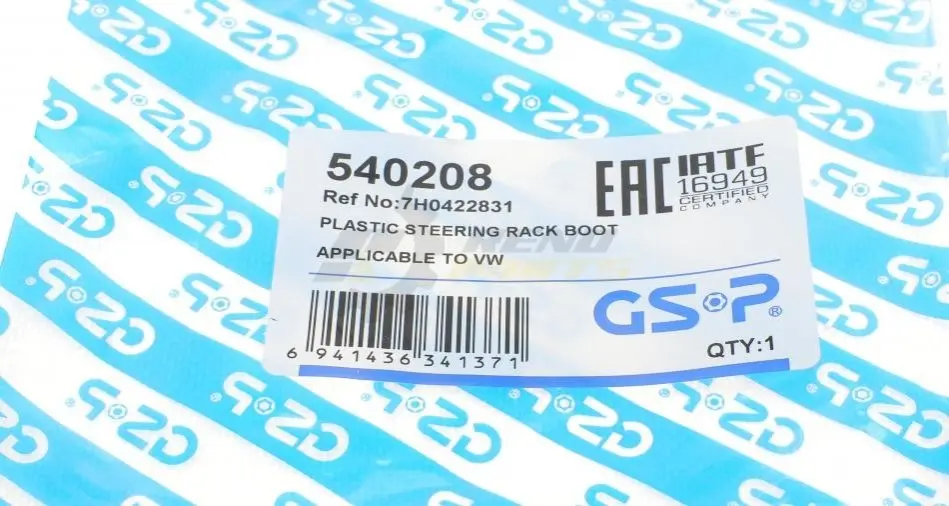 540208
Ref No:7H0422831
PLASTIC STEERING RACK BOOT
APPLICABLE TO VW
EAC
IATF
16949
CERTIFIED
COMPANY
GSP®
QTY:1
6 941436 341371